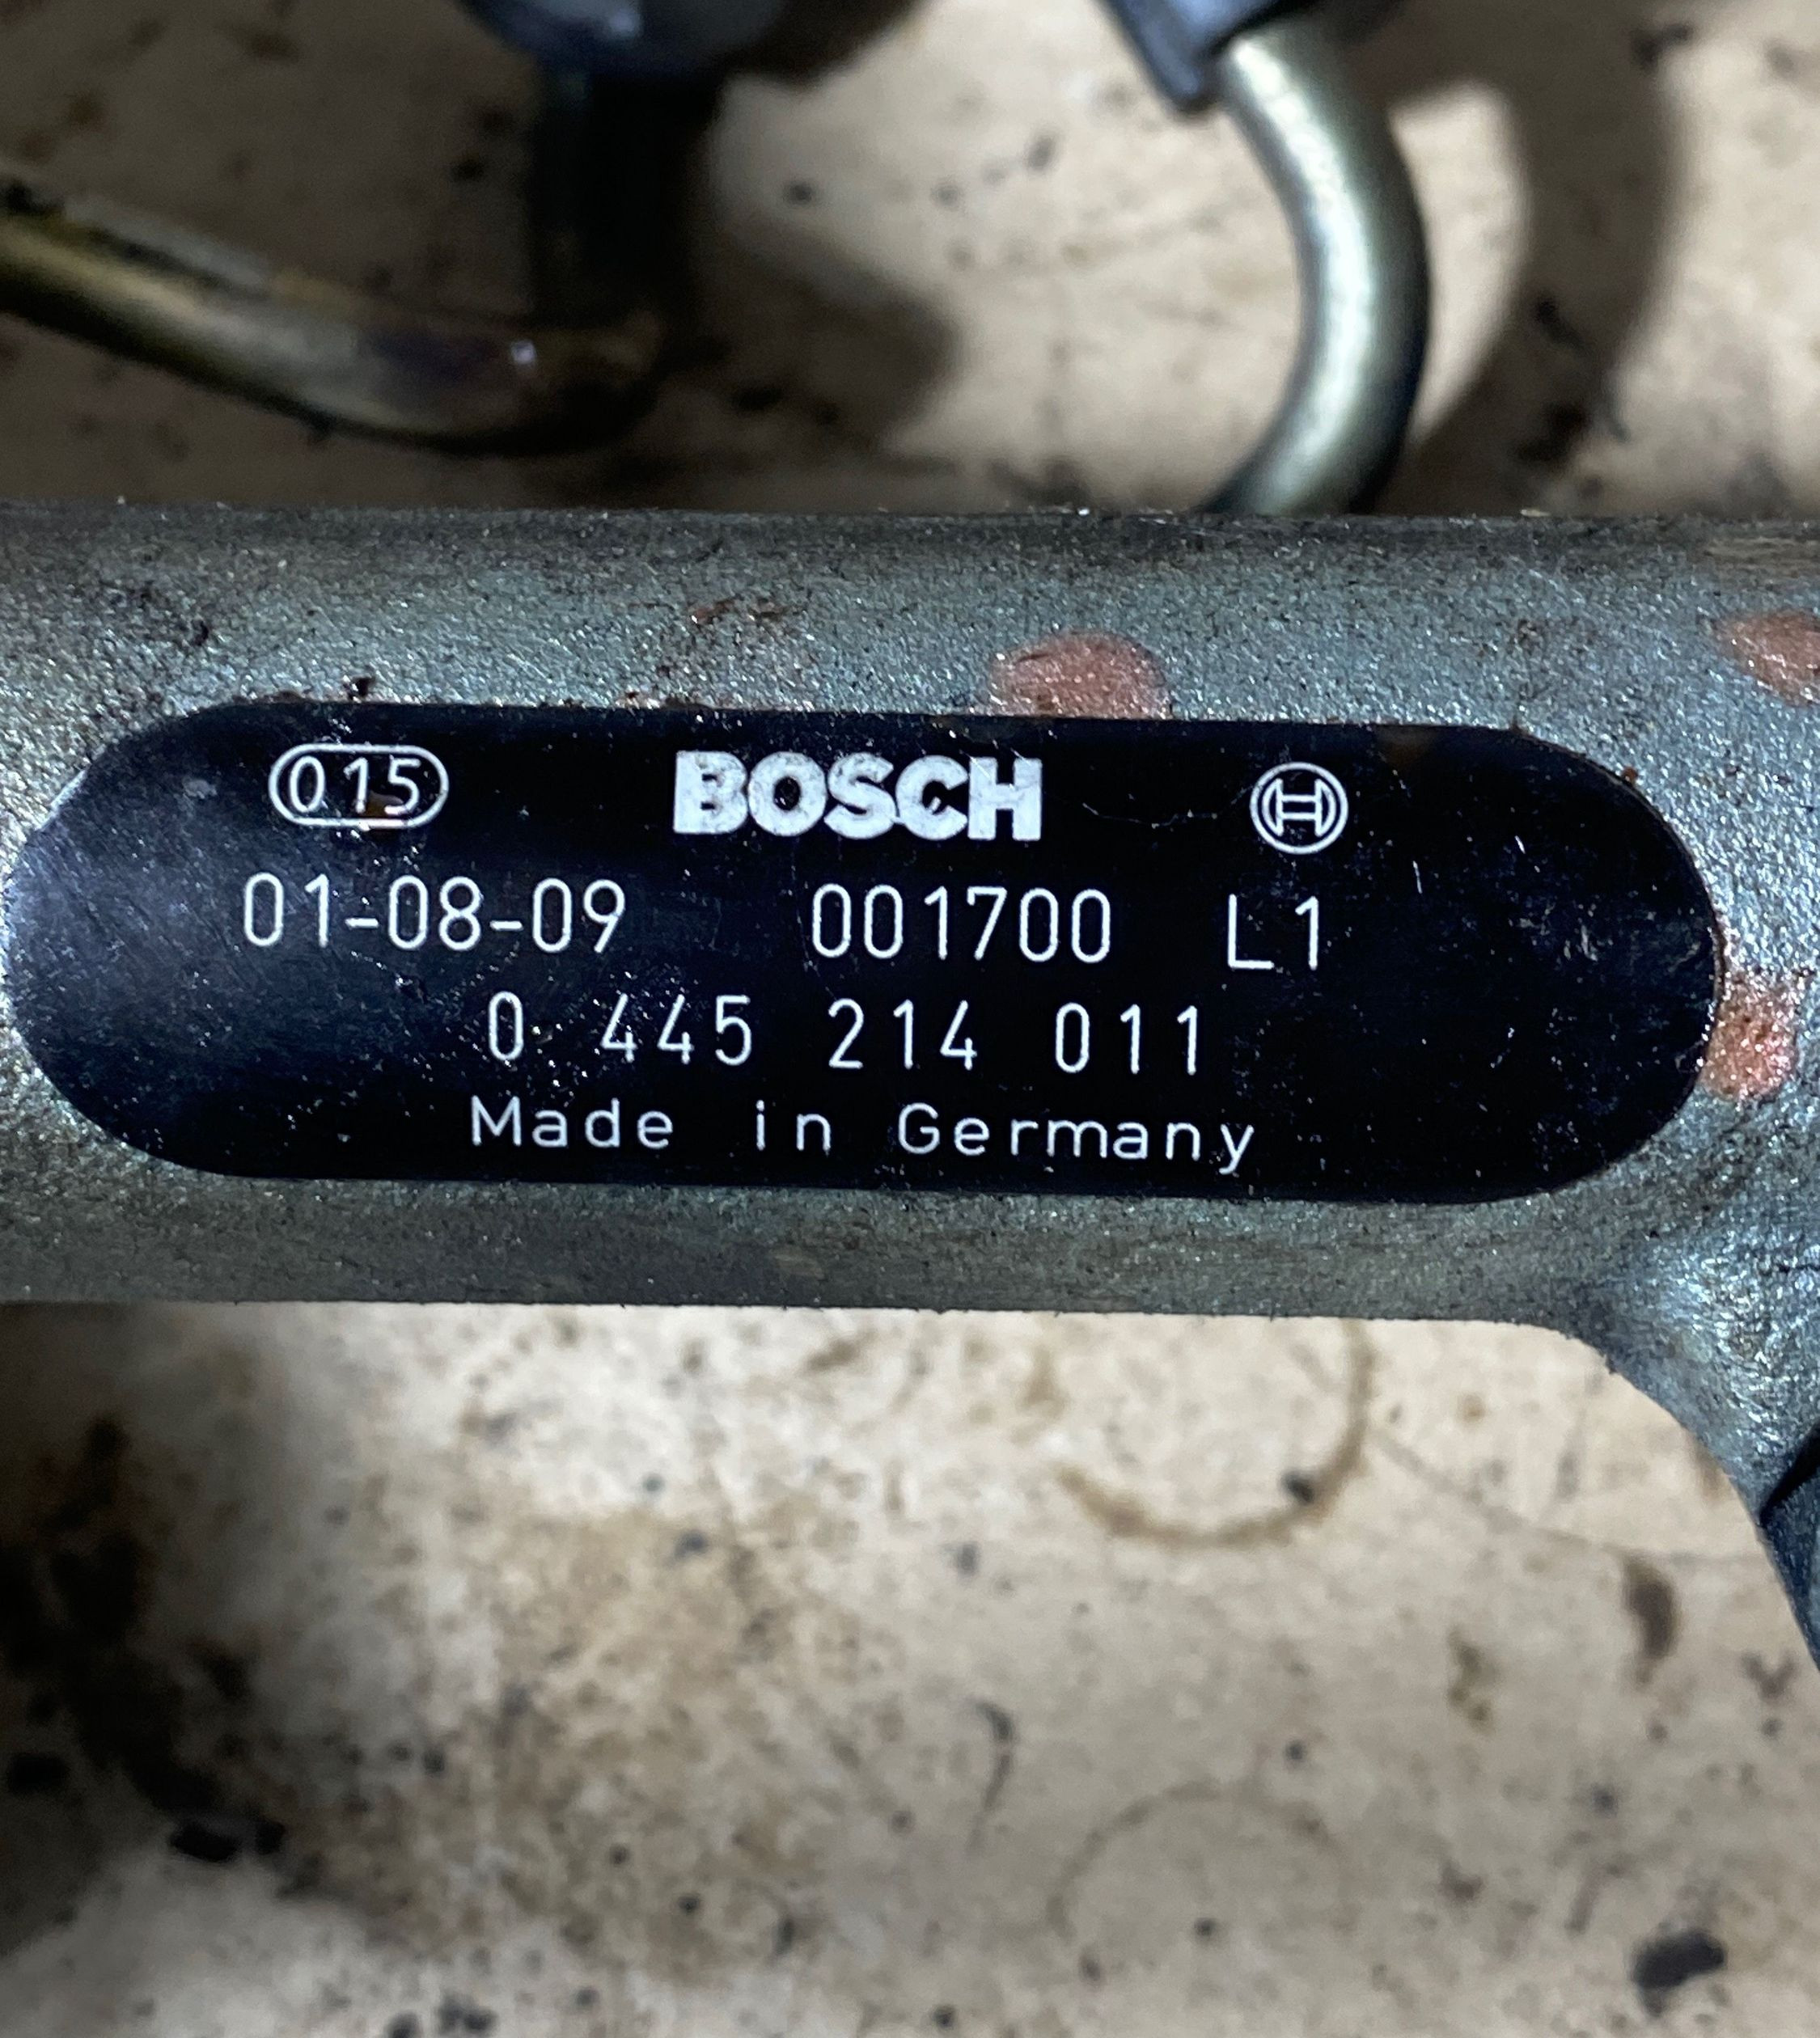 015 BOSCH
01-08-09 001700 L1
0 445 214 011
Made in Germany